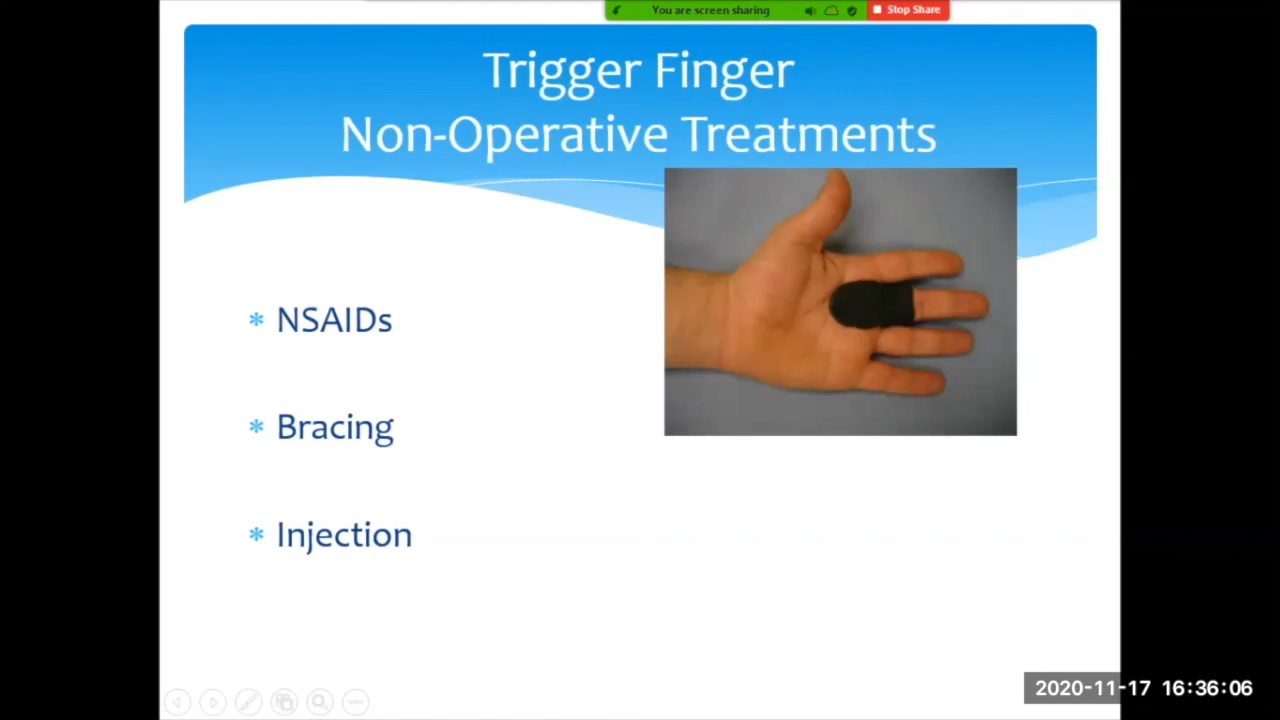 You are screen sharing
Stop Share
Trigger Finger
Non-Operative Treatments
* NSAIDs
* Bracing
* Injection
2020-11-17 16:36:06